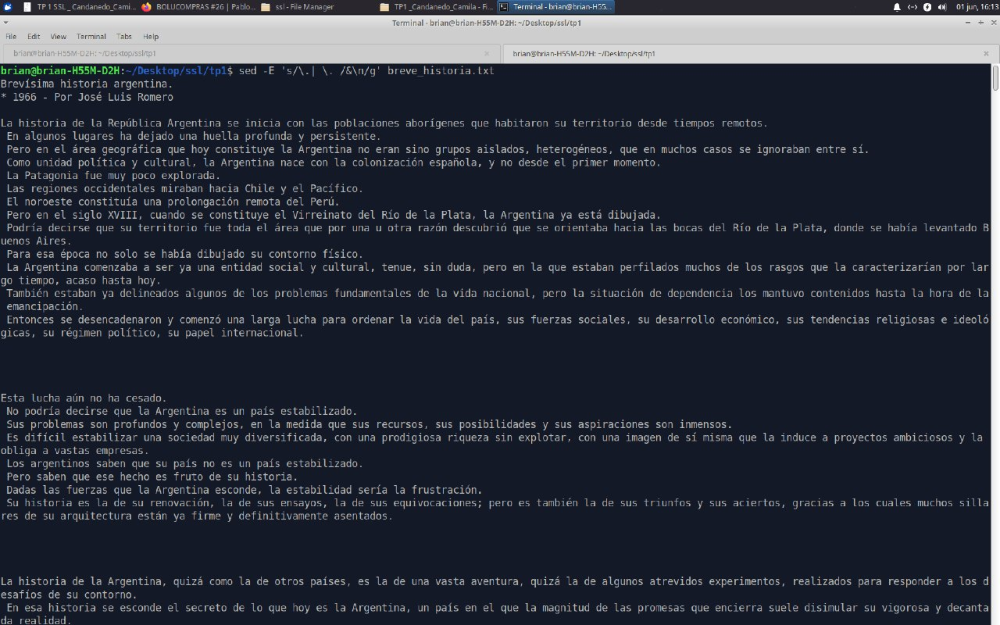 TP 1 SSL _ Candanedo_Cami...
BOLUCOMPRAS #26 | Pablo...
ssl - File Manager
TP1 _Candanedo_Camila - Fi...
Terminal - brian@brian-H55...
01 jun, 16:13
Terminal - brian@brian-H55M-D2H: ~/Desktop/ssl/tp1
File Edit View Terminal Tabs Help
brian@brian-H55M-D2H: ~/Desktop/ssl/tp1
brian@brian-H55M-D2H: ~/Desktop/ssl/tp1
brian@brian-H55M-D2H:~/Desktop/ssl/tp1$ sed -E 's/\.| \. /&\n/g' breve_historia.txt
Brevísima historia argentina.
* 1966 - Por José Luis Romero
La historia de la República Argentina se inicia con las poblaciones aborígenes que habitaron su territorio desde tiempos remotos.
En algunos lugares ha dejado una huella profunda y persistente.
Pero en el área geográfica que hoy constituye la Argentina no eran sino grupos aislados, heterogéneos, que en muchos casos se ignoraban entre sí.
Como unidad política y cultural, la Argentina nace con la colonización española, y no desde el primer momento.
La Patagonia fue muy poco explorada.
Las regiones occidentales miraban hacia Chile y el Pacífico.
El noroeste constituía una prolongación remota del Perú.
Pero en el siglo XVIII, cuando se constituye el Virreinato del Río de la Plata, la Argentina ya está dibujada.
Podría decirse que su territorio fue toda el área que por una u otra razón descubrió que se orientaba hacia las bocas del Río de la Plata, donde se había levantado B
uenos Aires.
Para esa época no solo se había dibujado su contorno físico.
La Argentina comenzaba a ser ya una entidad social y cultural, tenue, sin duda, pero en la que estaban perfilados muchos de los rasgos que la caracterizarían por lar
go tiempo, acaso hasta hoy.
También estaban ya delineados algunos de los problemas fundamentales de la vida nacional, pero la situación de dependencia los mantuvo contenidos hasta la hora de la
emancipación.
Entonces se desencadenaron y comenzó una larga lucha para ordenar la vida del país, sus fuerzas sociales, su desarrollo económico, sus tendencias religiosas e ideoló
gicas, su régimen político, su papel internacional.
Esta lucha aún no ha cesado.
No podría decirse que la Argentina es un país estabilizado.
Sus problemas son profundos y complejos, en la medida que sus recursos, sus posibilidades y sus aspiraciones son inmensos.
Es difícil estabilizar una sociedad muy diversificada, con una prodigiosa riqueza sin explotar, con una imagen de sí misma que la induce a proyectos ambiciosos y la
obliga a vastas empresas.
Los argentinos saben que su país no es un país estabilizado.
Pero saben que ese hecho es fruto de su historia.
Dadas las fuerzas que la Argentina esconde, la estabilidad sería la frustración.
Su historia es la de su renovación, la de sus ensayos, la de sus equivocaciones; pero es también la de sus triunfos y sus aciertos, gracias a los cuales muchos silla
res de su arquitectura están ya firme y definitivamente asentados.
La historia de la Argentina, quizá como la de otros países, es la de una vasta aventura, quizá la de algunos atrevidos experimentos, realizados para responder a los d
esafíos de su contorno.
En esa historia se esconde el secreto de lo que hoy es la Argentina, un país en el que la magnitud de las promesas que encierra suele disimular su vigorosa y decanta
da realidad.